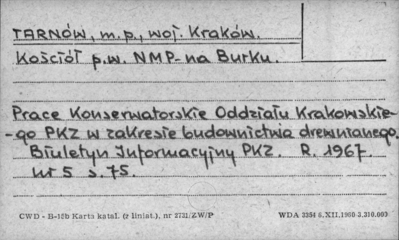 TARNÓW, m.p., woj. Kraków.
Kościół p.w. NMP-na Burku.
Prace Konserwatorskie Oddziału Krakowskie-
-go PKZ w zakresie budownictwa drewnianego.
Biuletyn Informacyjny PKZ. R. 1967.
nr 5 s. 75.
CWD - B-15b Karta katal. (z liniat.), nr 2721/ZW/P WDA 3354 6.XII.1960 3.310.000